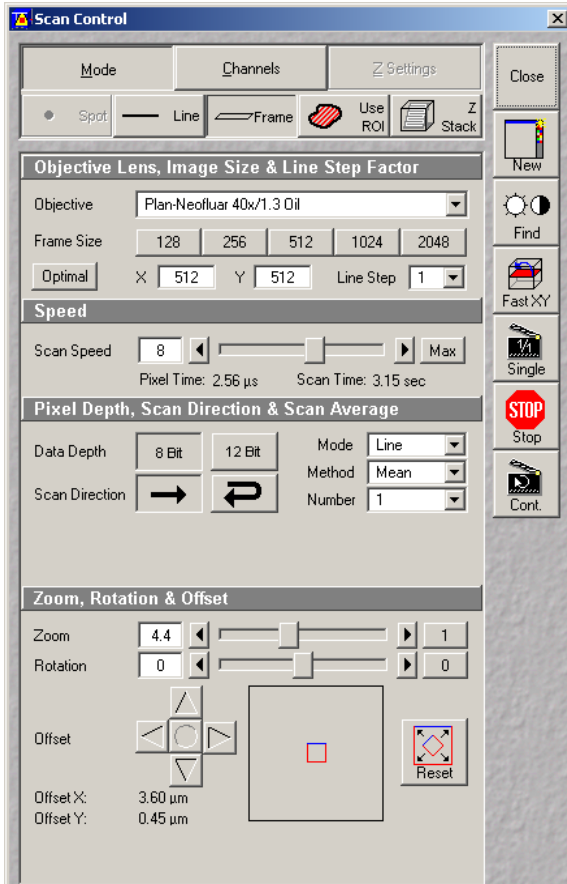 Scan Control
Mode Channels Z Settings Close
Spot Line Frame Use ROI Z Stack
New
Objective Lens, Image Size & Line Step Factor
Objective Plan-Neofluar 40x/1.3 Oil
Find
Frame Size 128 256 512 1024 2048
Optimal X 512 Y 512 Line Step 1
Fast XY
Speed
Scan Speed 8 Max
1/1
Single
Pixel Time: 2.56 µs Scan Time: 3.15 sec
Pixel Depth, Scan Direction & Scan Average
STOP
Stop
Data Depth 8 Bit 12 Bit Mode Line
Method Mean
Scan Direction Number 1
Cont.
Zoom, Rotation & Offset
Zoom 4.4 1
Rotation 0 0
Offset
Reset
Offset X: 3.60 µm
Offset Y: 0.45 µm